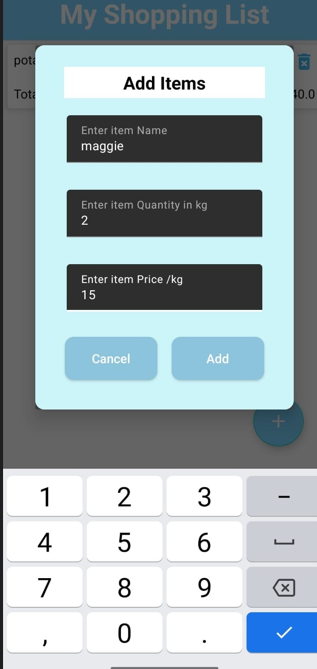 My Shopping List
pota
Tota
40.0
Add Items
Enter item Name
maggie
Enter item Quantity in kg
2
Enter item Price /kg
15
Cancel
Add
+
1 2 3 −
4 5 6
7 8 9
, 0 .